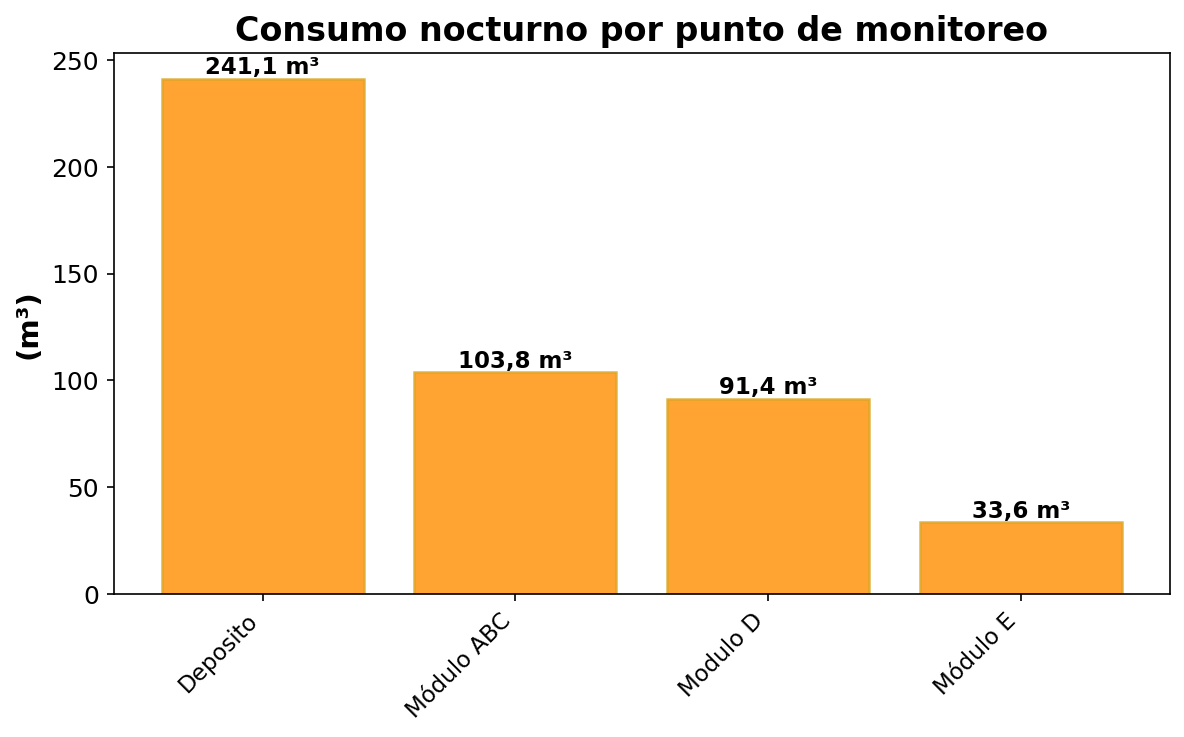 Consumo nocturno por punto de monitoreo
(m³)
250
200
150
100
50
0
241,1 m³
103,8 m³
91,4 m³
33,6 m³
Deposito
Módulo ABC
Modulo D
Módulo E